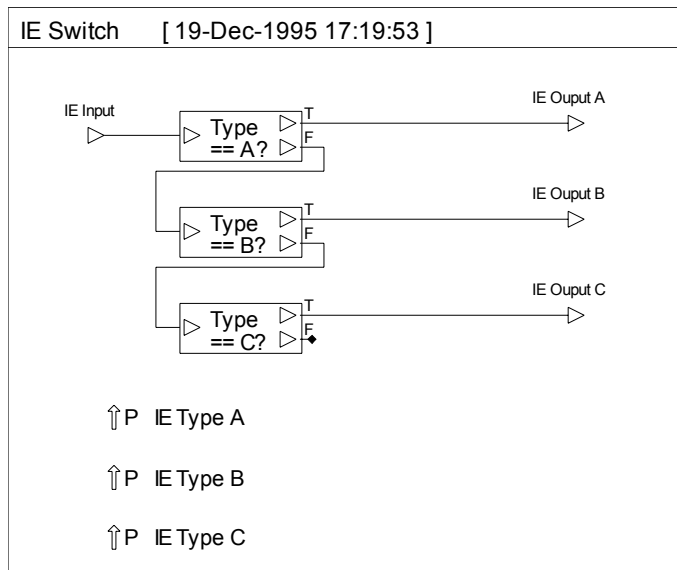 IE Switch [ 19-Dec-1995 17:19:53 ]
IE Input
Type
== A?
T
F
IE Ouput A
Type
== B?
T
F
IE Ouput B
Type
== C?
T
F
IE Ouput C
P IE Type A
P IE Type B
P IE Type C